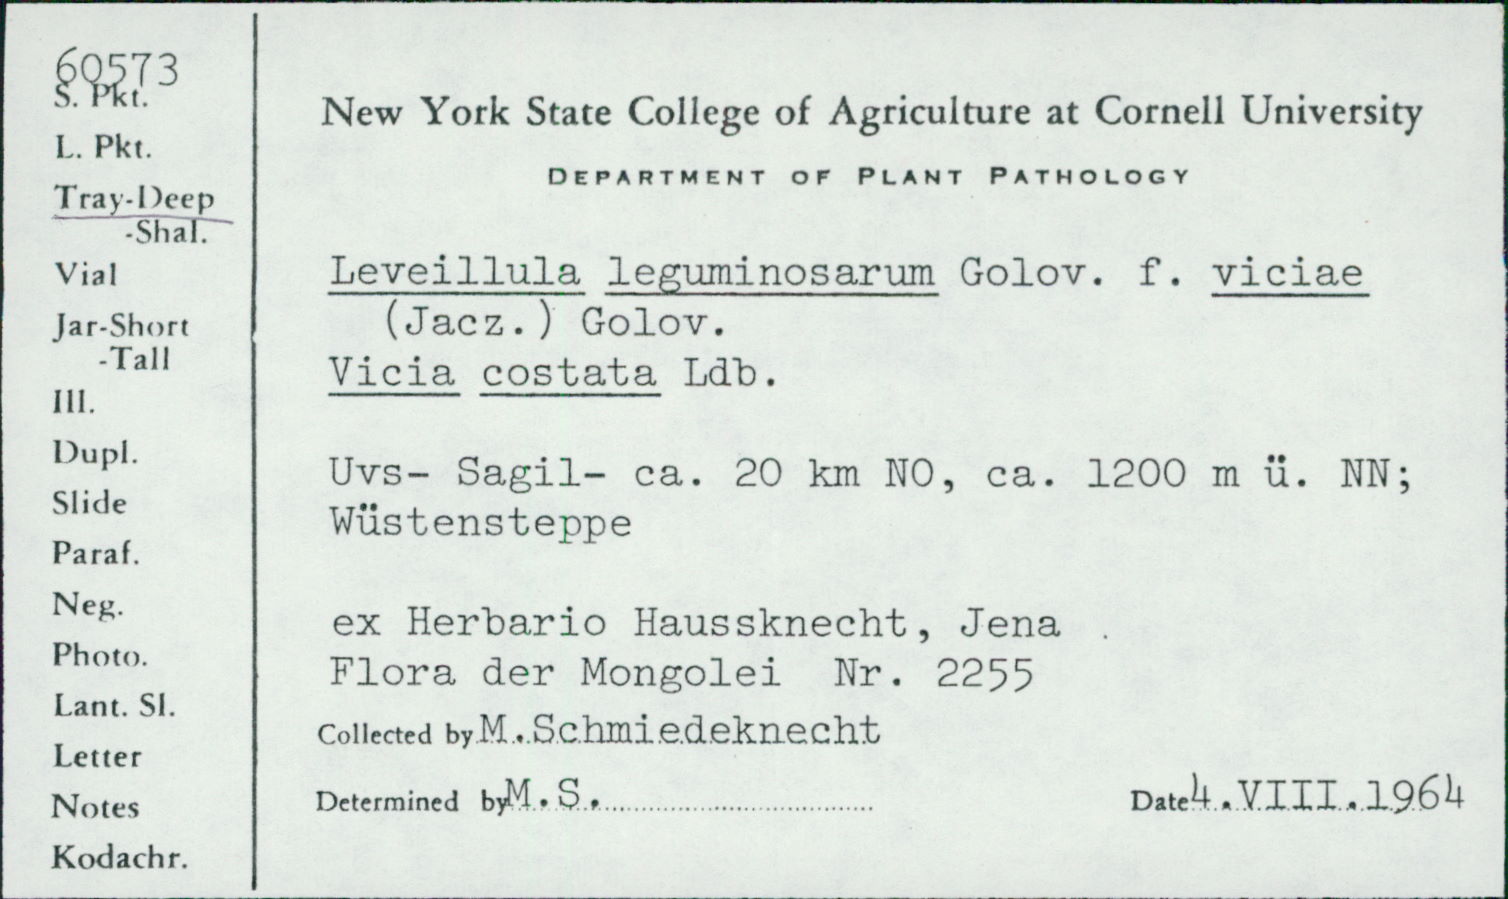 60573
S. Pkt.
L. Pkt.
Tray-Deep
-Shal.
Vial
Jar-Short
-Tall
Ill.
Dupl.
Slide
Paraf.
Neg.
Photo.
Lant. Sl.
Letter
Notes
Kodachr.
New York State College of Agriculture at Cornell University
DEPARTMENT OF PLANT PATHOLOGY
Leveillula leguminosarum Golov. f. viciae
(Jacz.) Golov.
Vicia costata Ldb.
Uvs- Sagil- ca. 20 km NO, ca. 1200 m ü. NN;
Wüstensteppe
ex Herbario Haussknecht, Jena
Flora der Mongolei Nr. 2255
Collected by M.Schmiedeknecht
Determined by M.S.
Date 4.VIII.1964